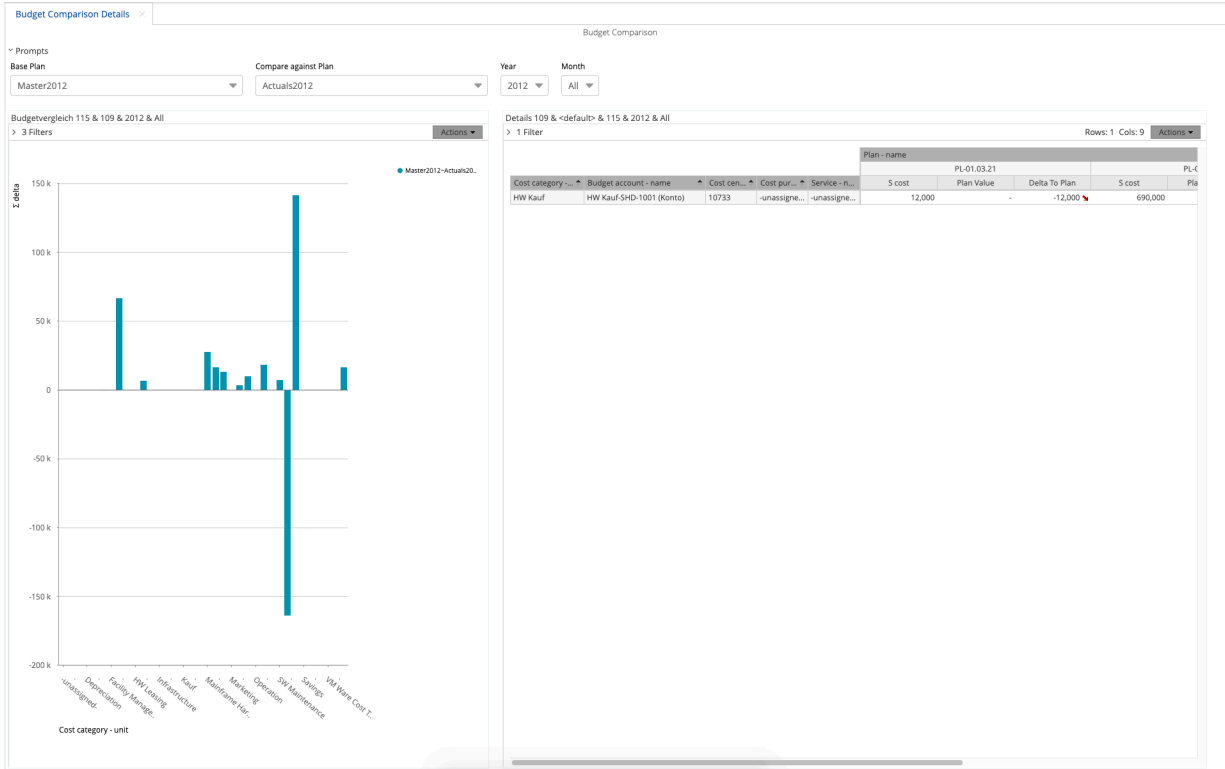 Budget Comparison Details
Budget Comparison
Prompts
Base Plan
Compare against Plan
Year
Month
Master2012
Actuals2012
2012
All
Budgetvergleich 115 & 109 & 2012 & All
3 Filters
Actions
Master2012~Actuals20..
Σ delta
150 k
100 k
50 k
0
-50 k
-100 k
-150 k
-200 k
-unassigned-
Depreciation
Facility Manage..
HW Leasing
Infrastructure
Kauf
Mainframe Har..
Marketing
Operation
SW Maintenance
Savings
VM Ware Cost T..
Cost category - unit
Details 109 & <default> & 115 & 2012 & All
1 Filter
Rows: 1 Cols: 9
Actions
Plan - name
PL-01.03.21
Cost category -... Budget account - name Cost cen... Cost pur... Service - n... S cost Plan Value Delta To Plan S cost Pla
HW Kauf HW Kauf-SHD-1001 (Konto) 10733 -unassigne... -unassigne... 12,000 - -12,000 690,000